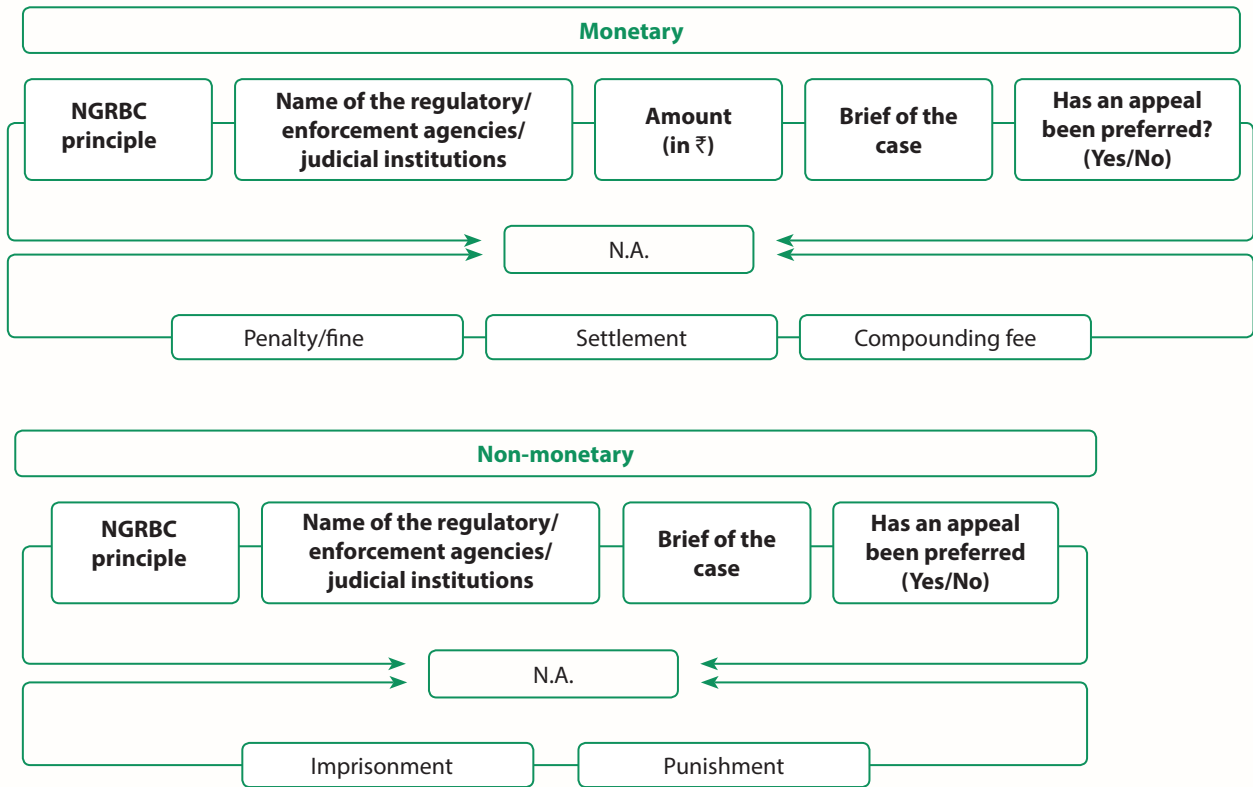 Monetary
NGRBC
principle
Name of the regulatory/
enforcement agencies/
judicial institutions
Amount
(in ₹)
Brief of the
case
Has an appeal
been preferred?
(Yes/No)
N.A.
Penalty/fine
Settlement
Compounding fee
Non-monetary
NGRBC
principle
Name of the regulatory/
enforcement agencies/
judicial institutions
Brief of the
case
Has an appeal
been preferred
(Yes/No)
N.A.
Imprisonment
Punishment